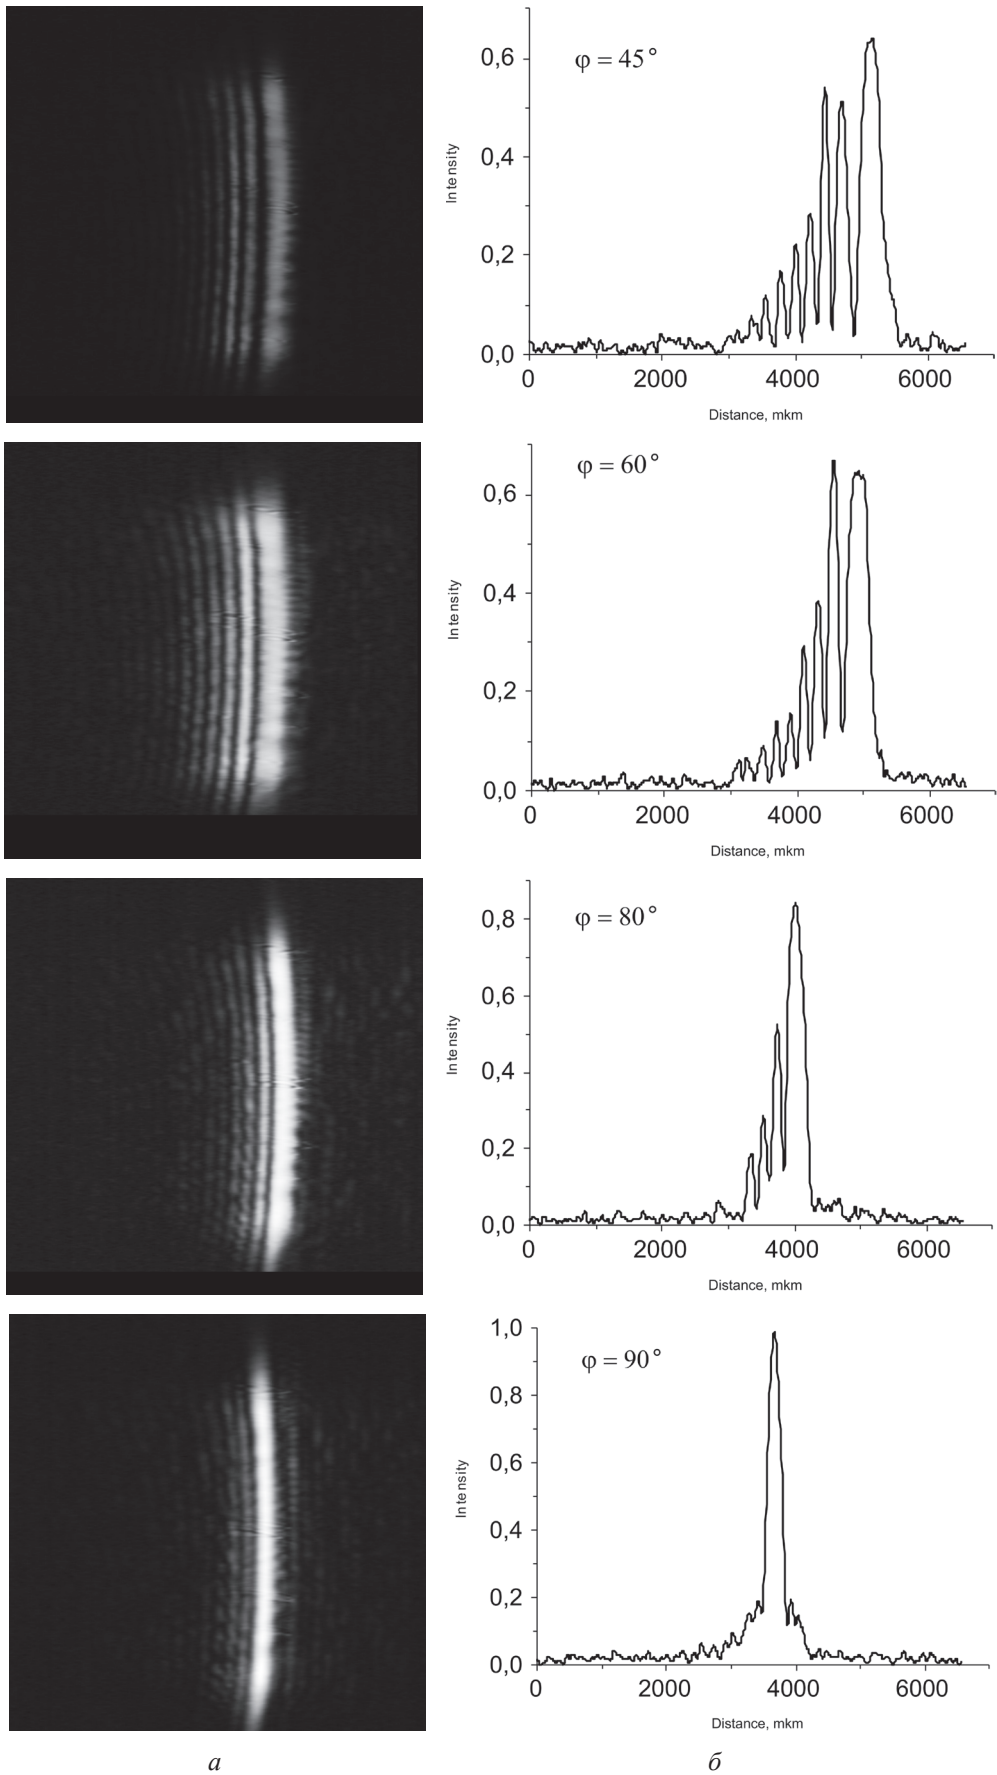 φ = 45°
Intensity
0,6
0,4
0,2
0,0
0 2000 4000 6000
Distance, mkm
φ = 60°
Intensity
0,6
0,4
0,2
0,0
0 2000 4000 6000
Distance, mkm
φ = 80°
Intensity
0,8
0,6
0,4
0,2
0,0
0 2000 4000 6000
Distance, mkm
φ = 90°
Intensity
1,0
0,8
0,6
0,4
0,2
0,0
0 2000 4000 6000
Distance, mkm
а б